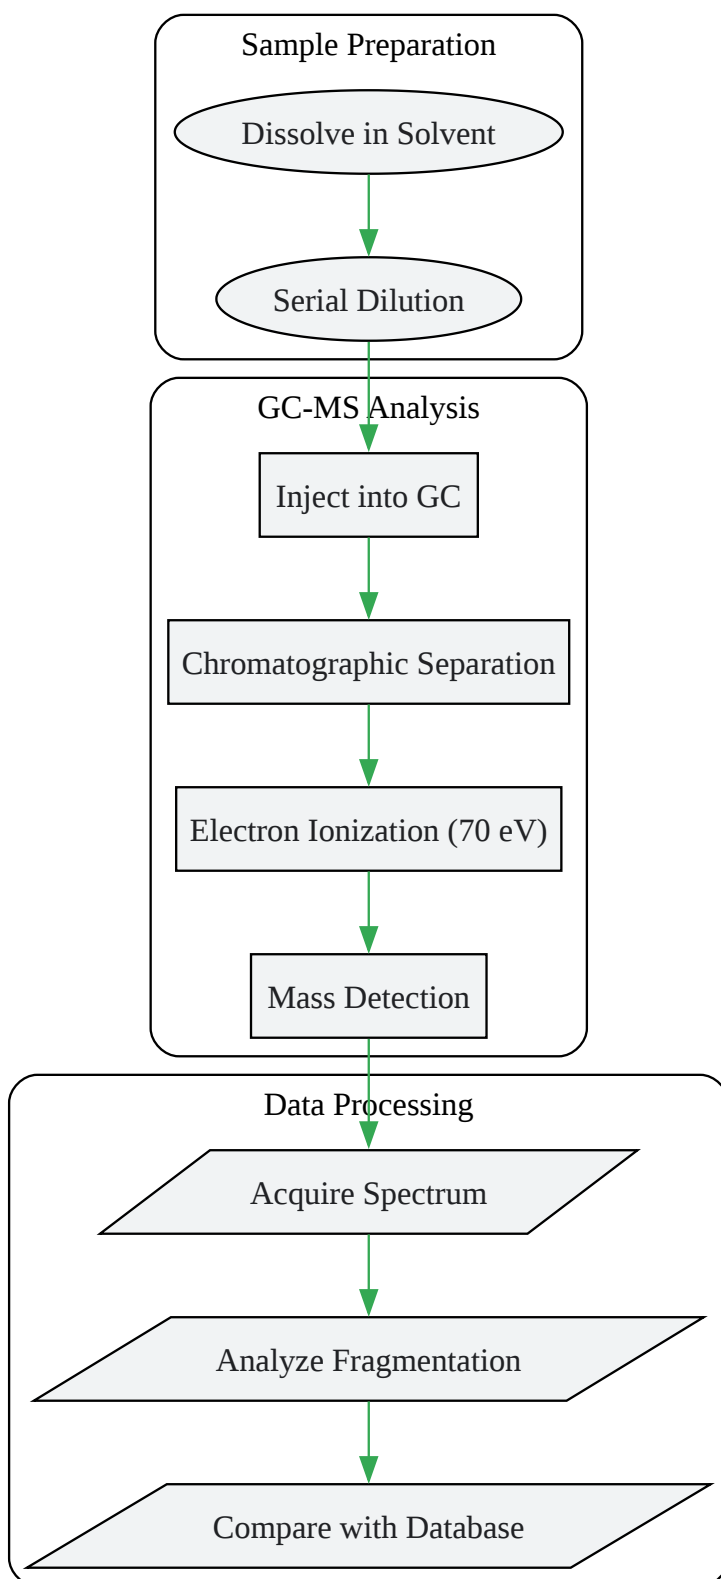 Sample Preparation
Dissolve in Solvent
Serial Dilution
GC-MS Analysis
Inject into GC
Chromatographic Separation
Electron Ionization (70 eV)
Mass Detection
Data Processing
Acquire Spectrum
Analyze Fragmentation
Compare with Database